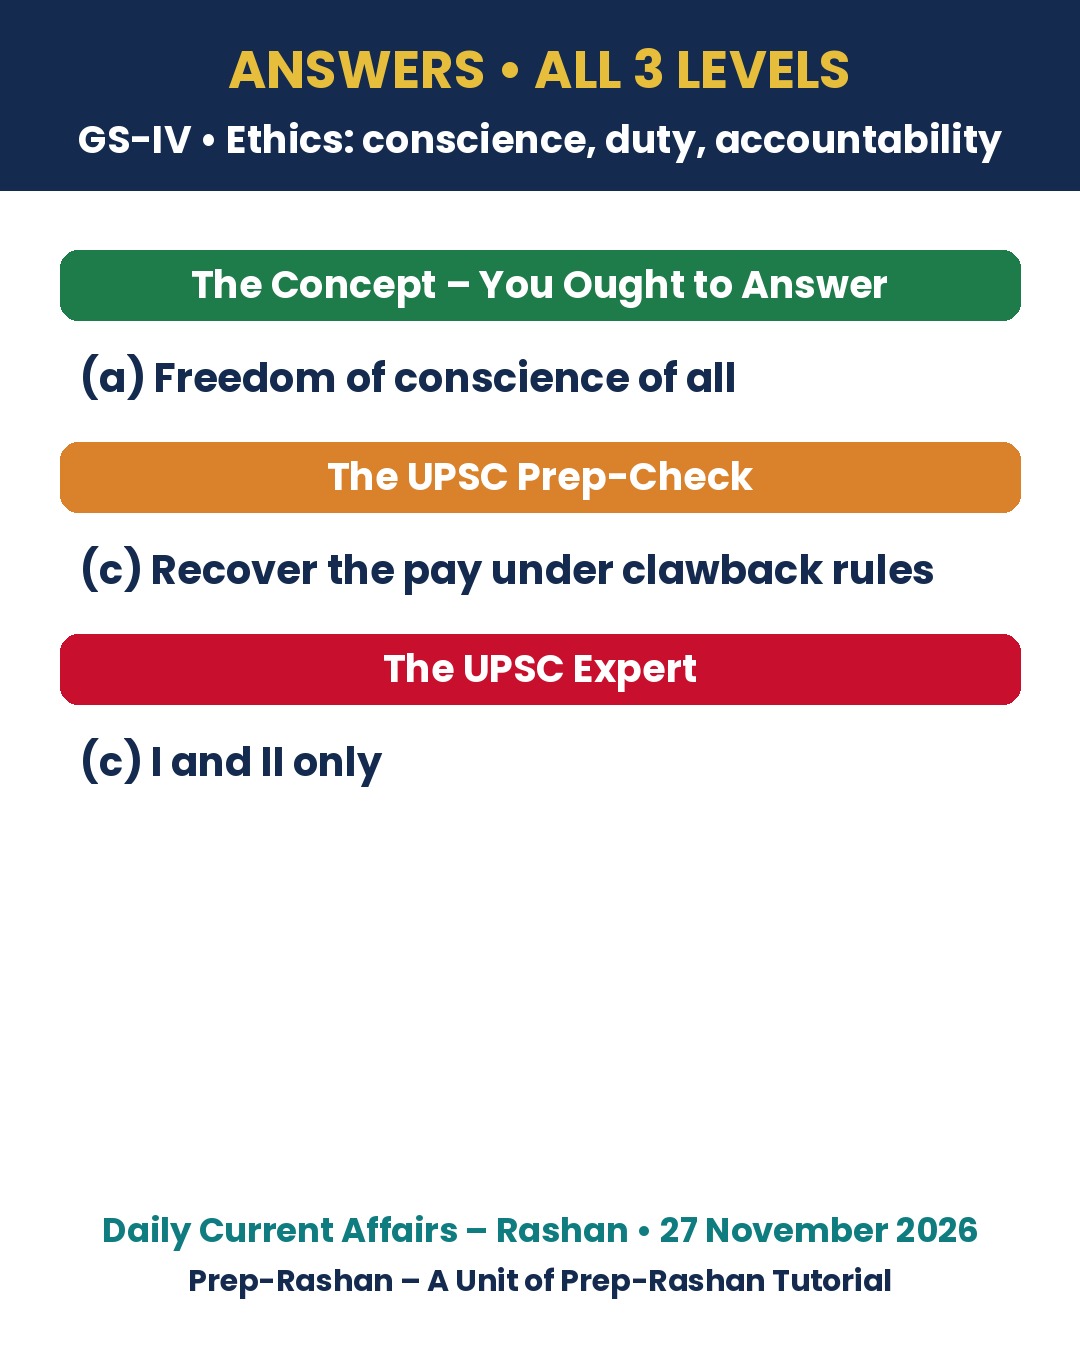 ANSWERS • ALL 3 LEVELS
GS-IV • Ethics: conscience, duty, accountability
The Concept – You Ought to Answer
(a) Freedom of conscience of all
The UPSC Prep-Check
(c) Recover the pay under clawback rules
The UPSC Expert
(c) I and II only
Daily Current Affairs – Rashan • 27 November 2026
Prep-Rashan – A Unit of Prep-Rashan Tutorial